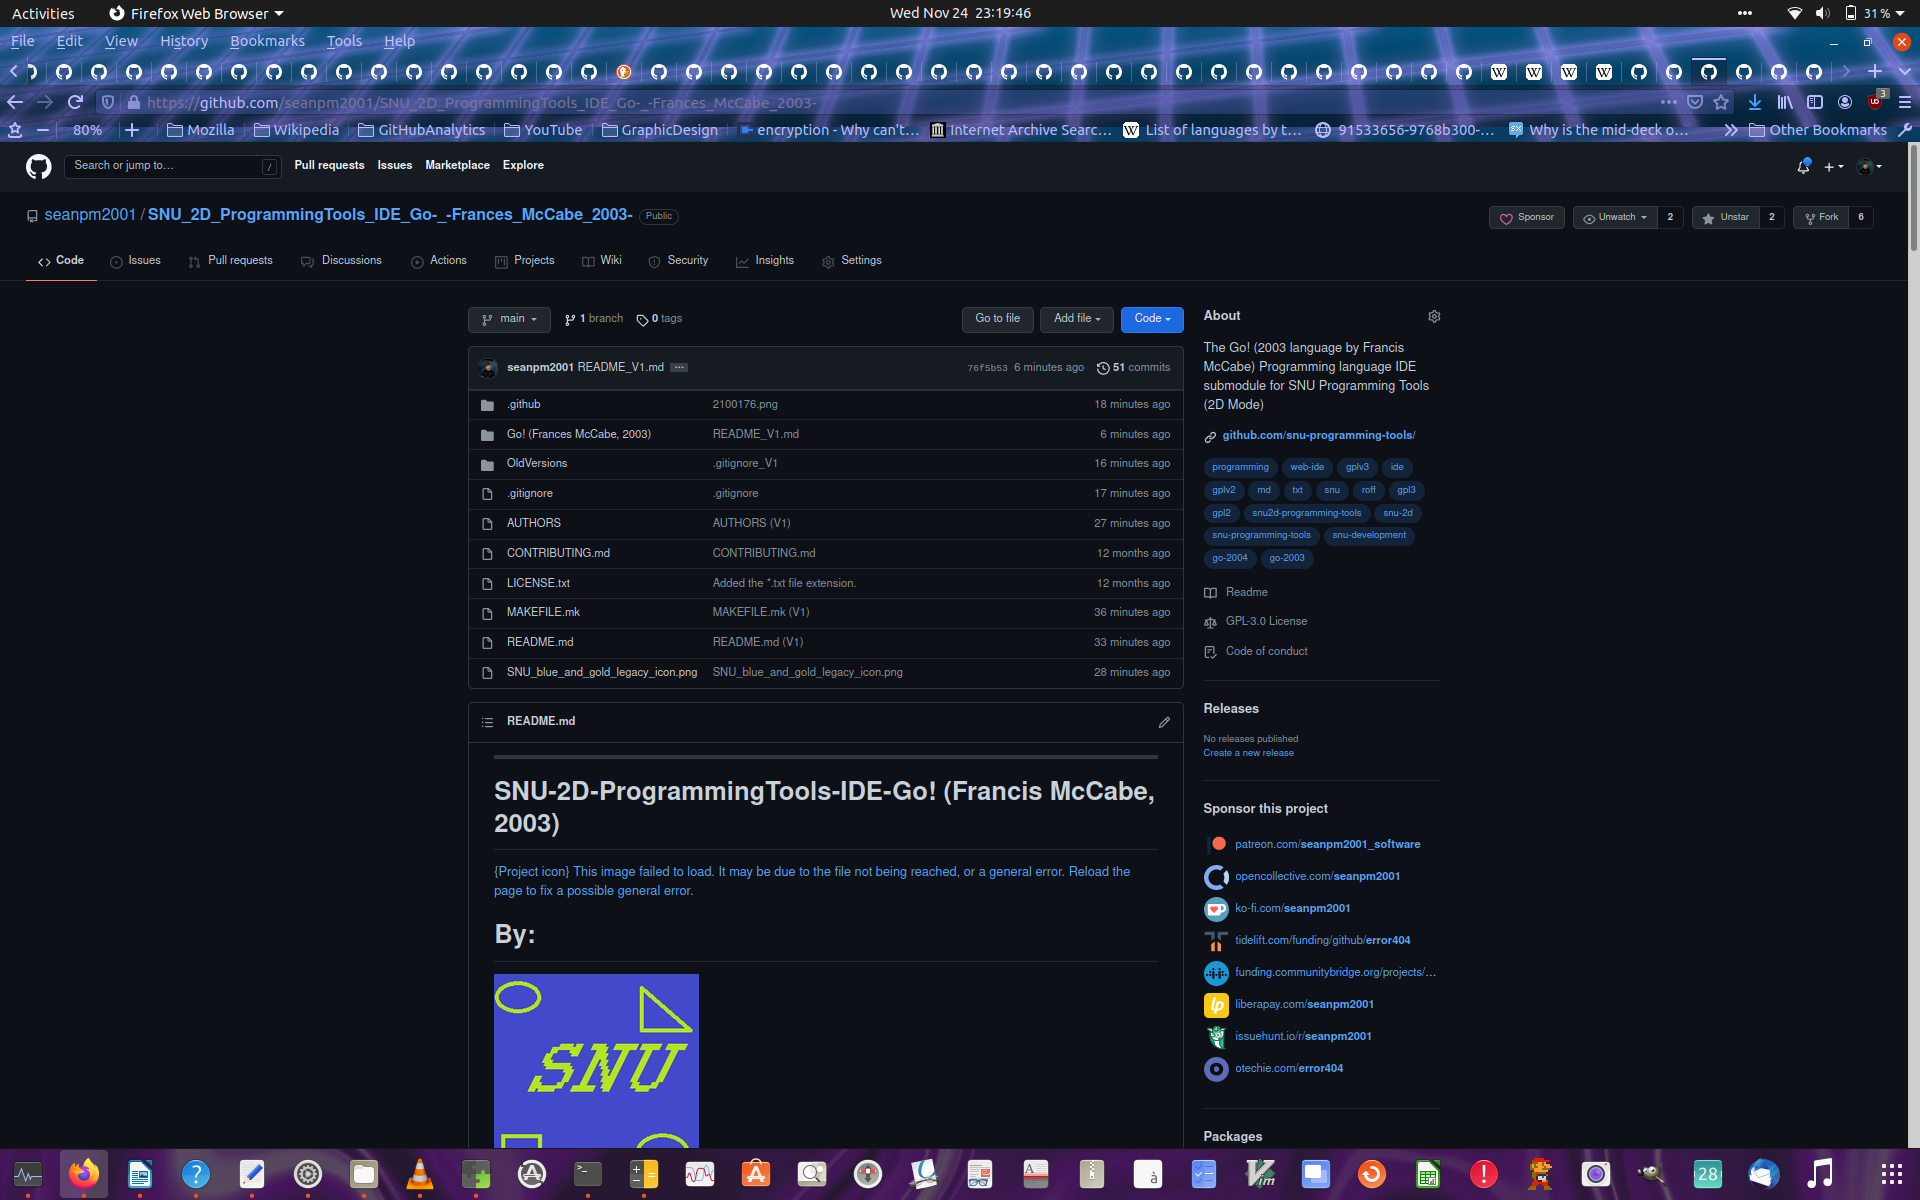 Activities
Firefox Web Browser
Wed Nov 24 23:19:46
31 %
File Edit View History Bookmarks Tools Help
https://github.com/seanpm2001/SNU_2D_ProgrammingTools_IDE_Go-_-Frances_McCabe_2003-
3
80%
Mozilla
Wikipedia
GitHubAnalytics
YouTube
GraphicDesign
encryption - Why can't…
Internet Archive Searc…
List of languages by t…
91533656-9768b300-…
Why is the mid-deck o…
Other Bookmarks
Search or jump to… /
Pull requests Issues Marketplace Explore
seanpm2001 / SNU_2D_ProgrammingTools_IDE_Go-_-Frances_McCabe_2003- Public
Sponsor
Unwatch 2
Unstar 2
Fork 6
Code
Issues
Pull requests
Discussions
Actions
Projects
Wiki
Security
Insights
Settings
main
1 branch
0 tags
Go to file
Add file
Code
seanpm2001 README_V1.md ...
76f5b53 6 minutes ago 51 commits
.github 2100176.png 18 minutes ago
Go! (Frances McCabe, 2003) README_V1.md 6 minutes ago
OldVersions .gitignore_V1 16 minutes ago
.gitignore .gitignore 17 minutes ago
AUTHORS AUTHORS (V1) 27 minutes ago
CONTRIBUTING.md CONTRIBUTING.md 12 months ago
LICENSE.txt Added the *.txt file extension. 12 months ago
MAKEFILE.mk MAKEFILE.mk (V1) 36 minutes ago
README.md README.md (V1) 33 minutes ago
SNU_blue_and_gold_legacy_icon.png SNU_blue_and_gold_legacy_icon.png 28 minutes ago
README.md
SNU-2D-ProgrammingTools-IDE-Go! (Francis McCabe,
2003)
{Project icon} This image failed to load. It may be due to the file not being reached, or a general error. Reload the
page to fix a possible general error.
By:
SNU
About
The Go! (2003 language by Francis
McCabe) Programming language IDE
submodule for SNU Programming Tools
(2D Mode)
github.com/snu-programming-tools/
programming web-ide gplv3 ide
gplv2 md txt snu roff gpl3
gpl2 snu2d-programming-tools snu-2d
snu-programming-tools snu-development
go-2004 go-2003
Readme
GPL-3.0 License
Code of conduct
Releases
No releases published
Create a new release
Sponsor this project
patreon.com/seanpm2001_software
opencollective.com/seanpm2001
ko-fi.com/seanpm2001
tidelift.com/funding/github/error404
funding.communitybridge.org/projects/…
liberapay.com/seanpm2001
issuehunt.io/r/seanpm2001
otechie.com/error404
Packages
28